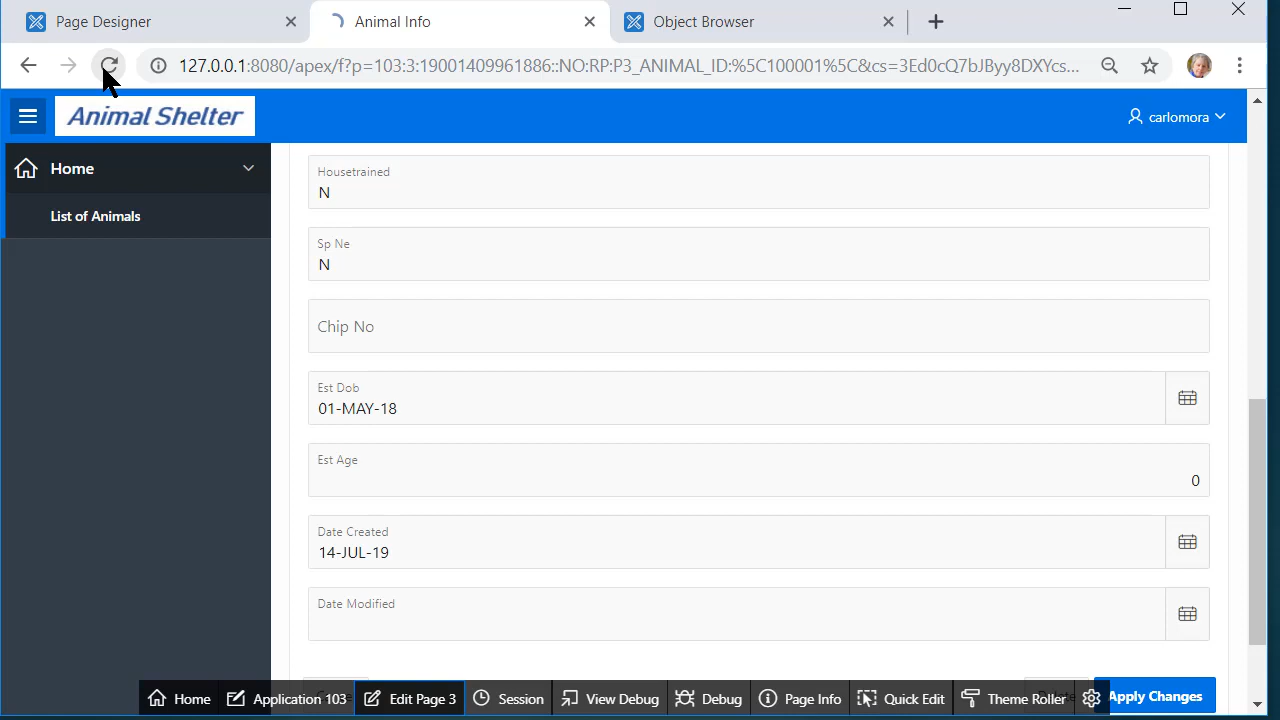 Page Designer
Animal Info
Object Browser
127.0.0.1:8080/apex/f?p=103:3:19001409961886::NO:RP:P3_ANIMAL_ID:%5C100001%5C&cs=3Ed0cQ7bJByy8DXYcs...
Animal Shelter
carlomora
Home
List of Animals
Housetrained
N
Sp Ne
N
Chip No
Est Dob
01-MAY-18
Est Age
0
Date Created
14-JUL-19
Date Modified
Home
Application 103
Edit Page 3
Session
View Debug
Debug
Page Info
Quick Edit
Theme Roller
Apply Changes